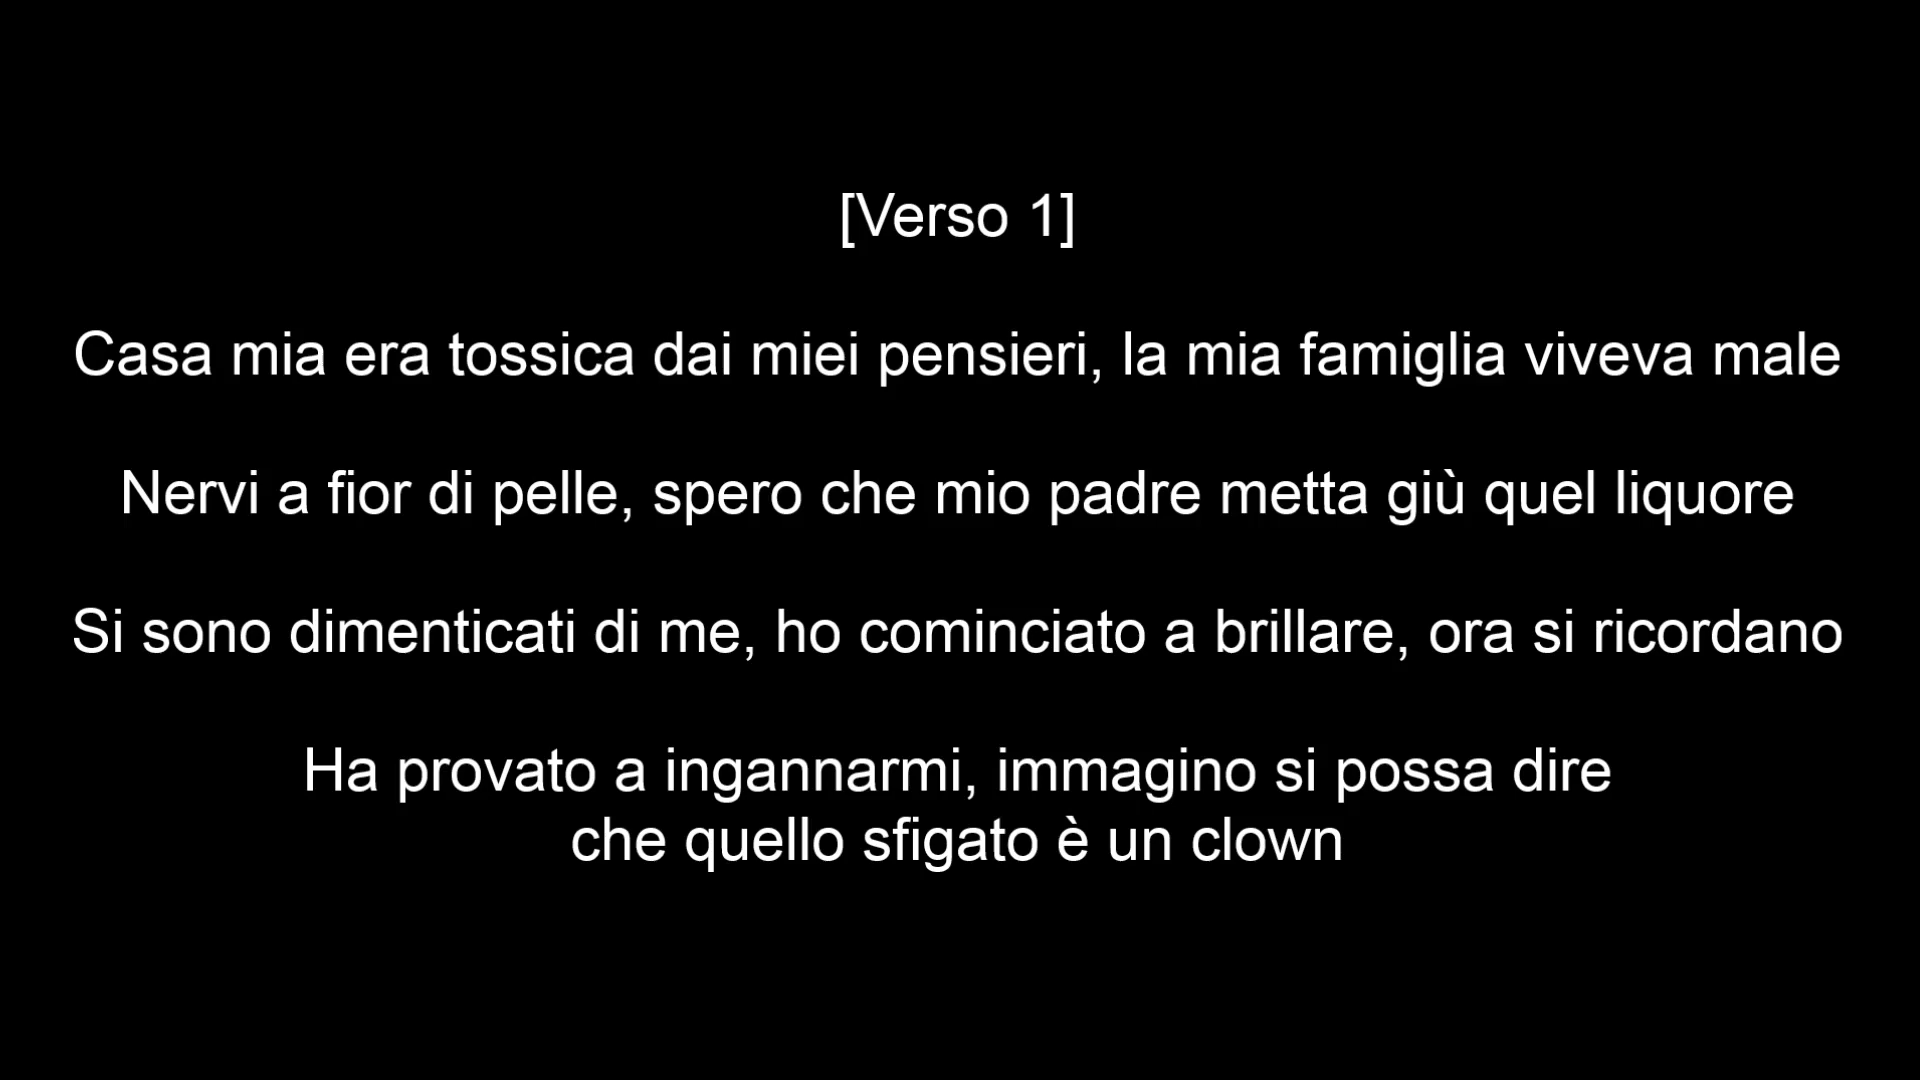 [Verso 1]
Casa mia era tossica dai miei pensieri, la mia famiglia viveva male
Nervi a fior di pelle, spero che mio padre metta giù quel liquore
Si sono dimenticati di me, ho cominciato a brillare, ora si ricordano
Ha provato a ingannarmi, immagino si possa dire
che quello sfigato è un clown